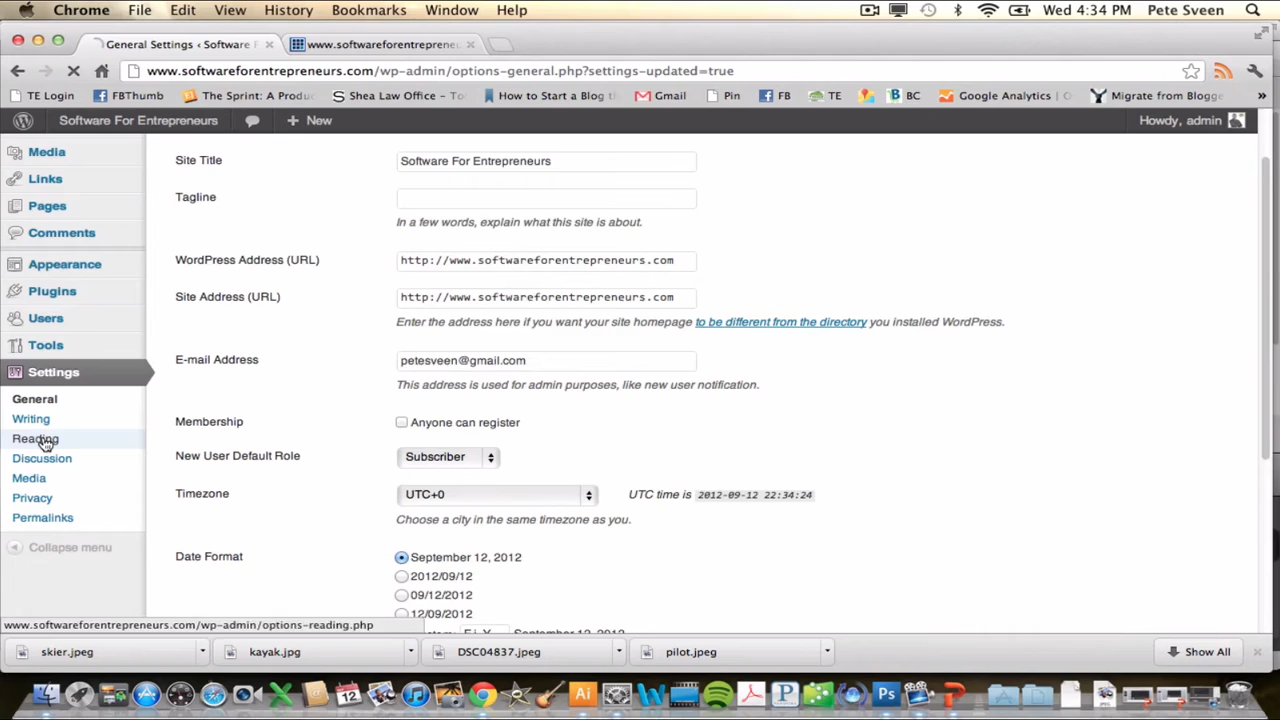 Chrome File Edit View History Bookmarks Window Help Wed 4:34 PM Pete Sveen
General Settings ‹ Software F
www.softwareforentreprene
www.softwareforentrepreneurs.com/wp-admin/options-general.php?settings-updated=true
TE Login FBThumb The Sprint: A Produ Shea Law Office - To How to Start a Blog th Gmail Pin FB TE BC Google Analytics | O Migrate from Blogge »
Software For Entrepreneurs + New Howdy, admin
Media
Links
Pages
Comments
Appearance
Plugins
Users
Tools
Settings
General
Writing
Reading
Discussion
Media
Privacy
Permalinks
Collapse menu
Site Title Software For Entrepreneurs
Tagline
In a few words, explain what this site is about.
WordPress Address (URL) http://www.softwareforentrepreneurs.com
Site Address (URL) http://www.softwareforentrepreneurs.com
Enter the address here if you want your site homepage to be different from the directory you installed WordPress.
E-mail Address petesveen@gmail.com
This address is used for admin purposes, like new user notification.
Membership Anyone can register
New User Default Role Subscriber
Timezone UTC+0 UTC time is 2012-09-12 22:34:24
Choose a city in the same timezone as you.
Date Format September 12, 2012
2012/09/12
09/12/2012
12/09/2012
September 12, 2012
www.softwareforentrepreneurs.com/wp-admin/options-reading.php
skier.jpeg kayak.jpg DSC04837.jpeg pilot.jpeg Show All
12 Ai W P Ps P